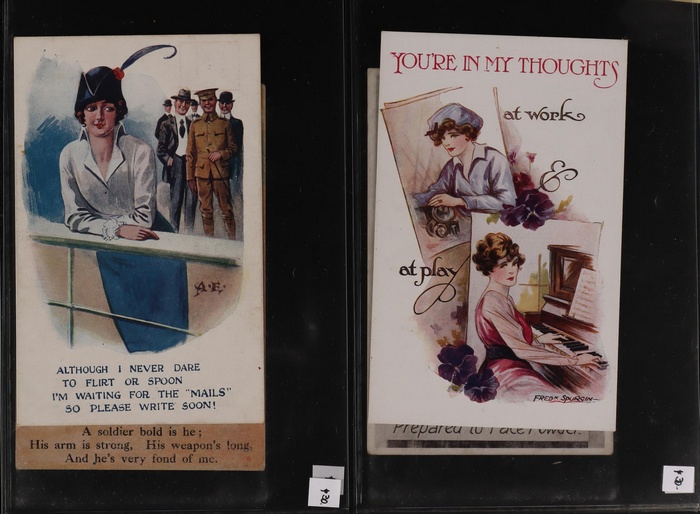 A.E.
ALTHOUGH I NEVER DARE
TO FLIRT OR SPOON
I'M WAITING FOR THE "MAILS"
SO PLEASE WRITE SOON!
A soldier bold is he;
His arm is strong, His weapon's long,
And he's very fond of me.
YOU'RE IN MY THOUGHTS
at work
&
at play
FREDK SPURGIN
Prepared to Face Powder.